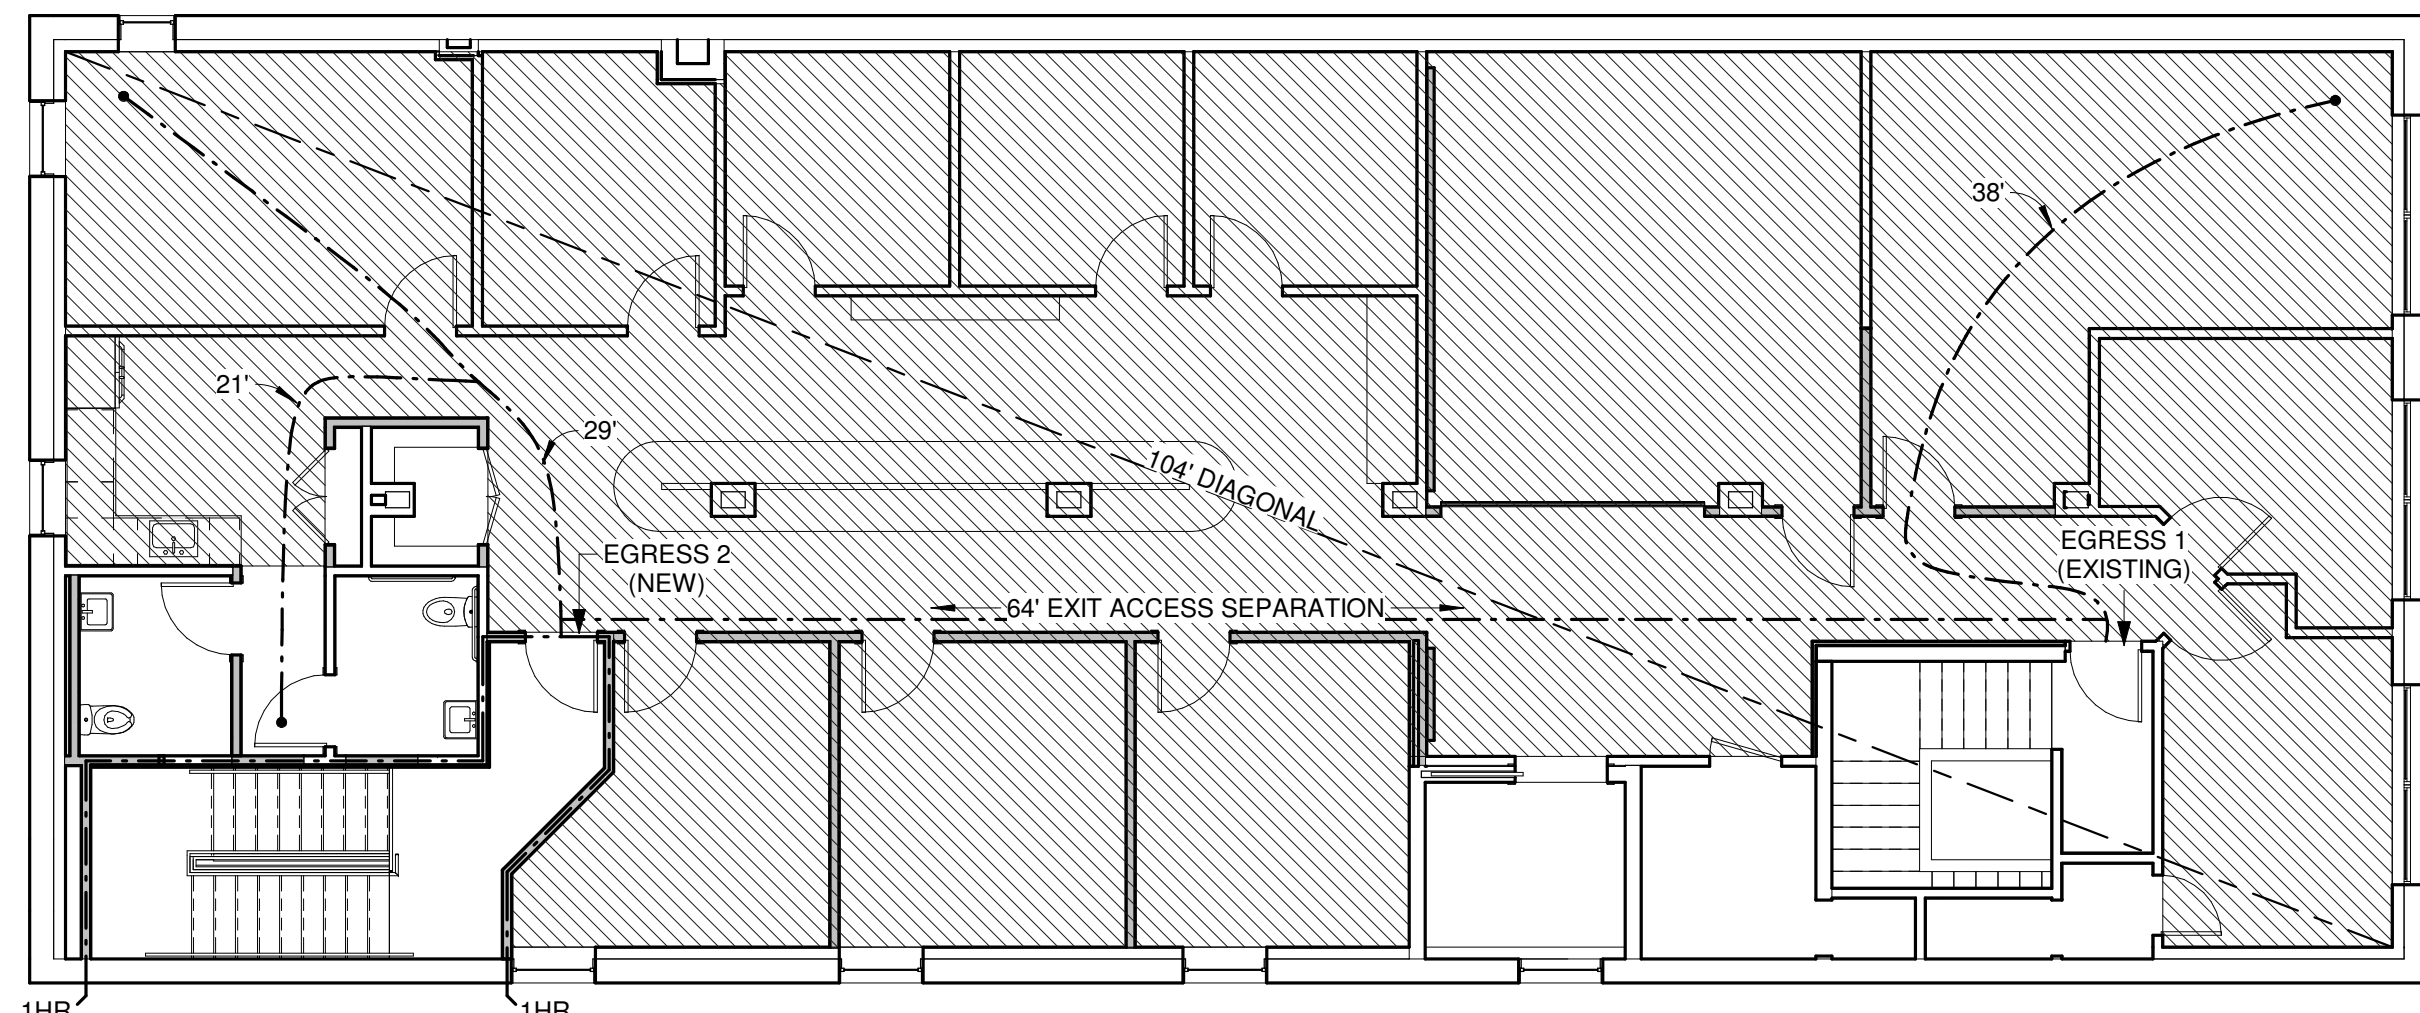 38'
21'
29'
104' DIAGONAL
EGRESS 2
(NEW)
EGRESS 1
(EXISTING)
64' EXIT ACCESS SEPARATION
1HR
1HR